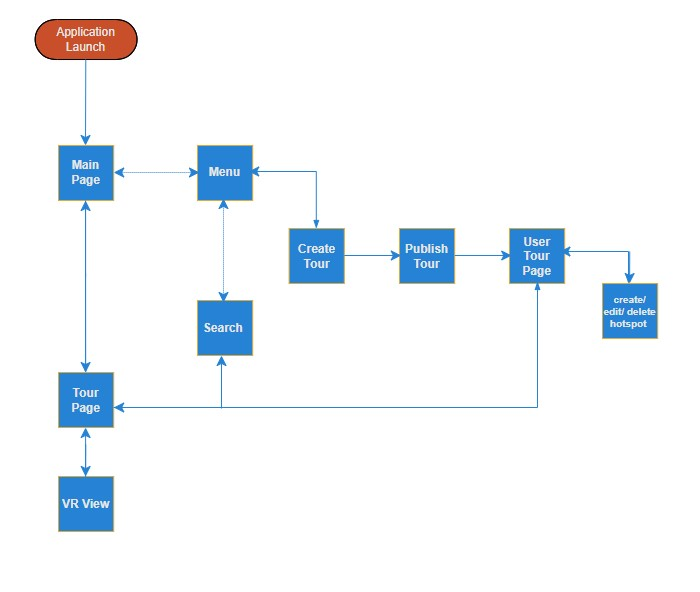 Application
Launch
Main
Page
Menu
Create
Tour
Publish
Tour
User
Tour
Page
create/
edit/ delete
hotspot
Search
Tour
Page
VR View